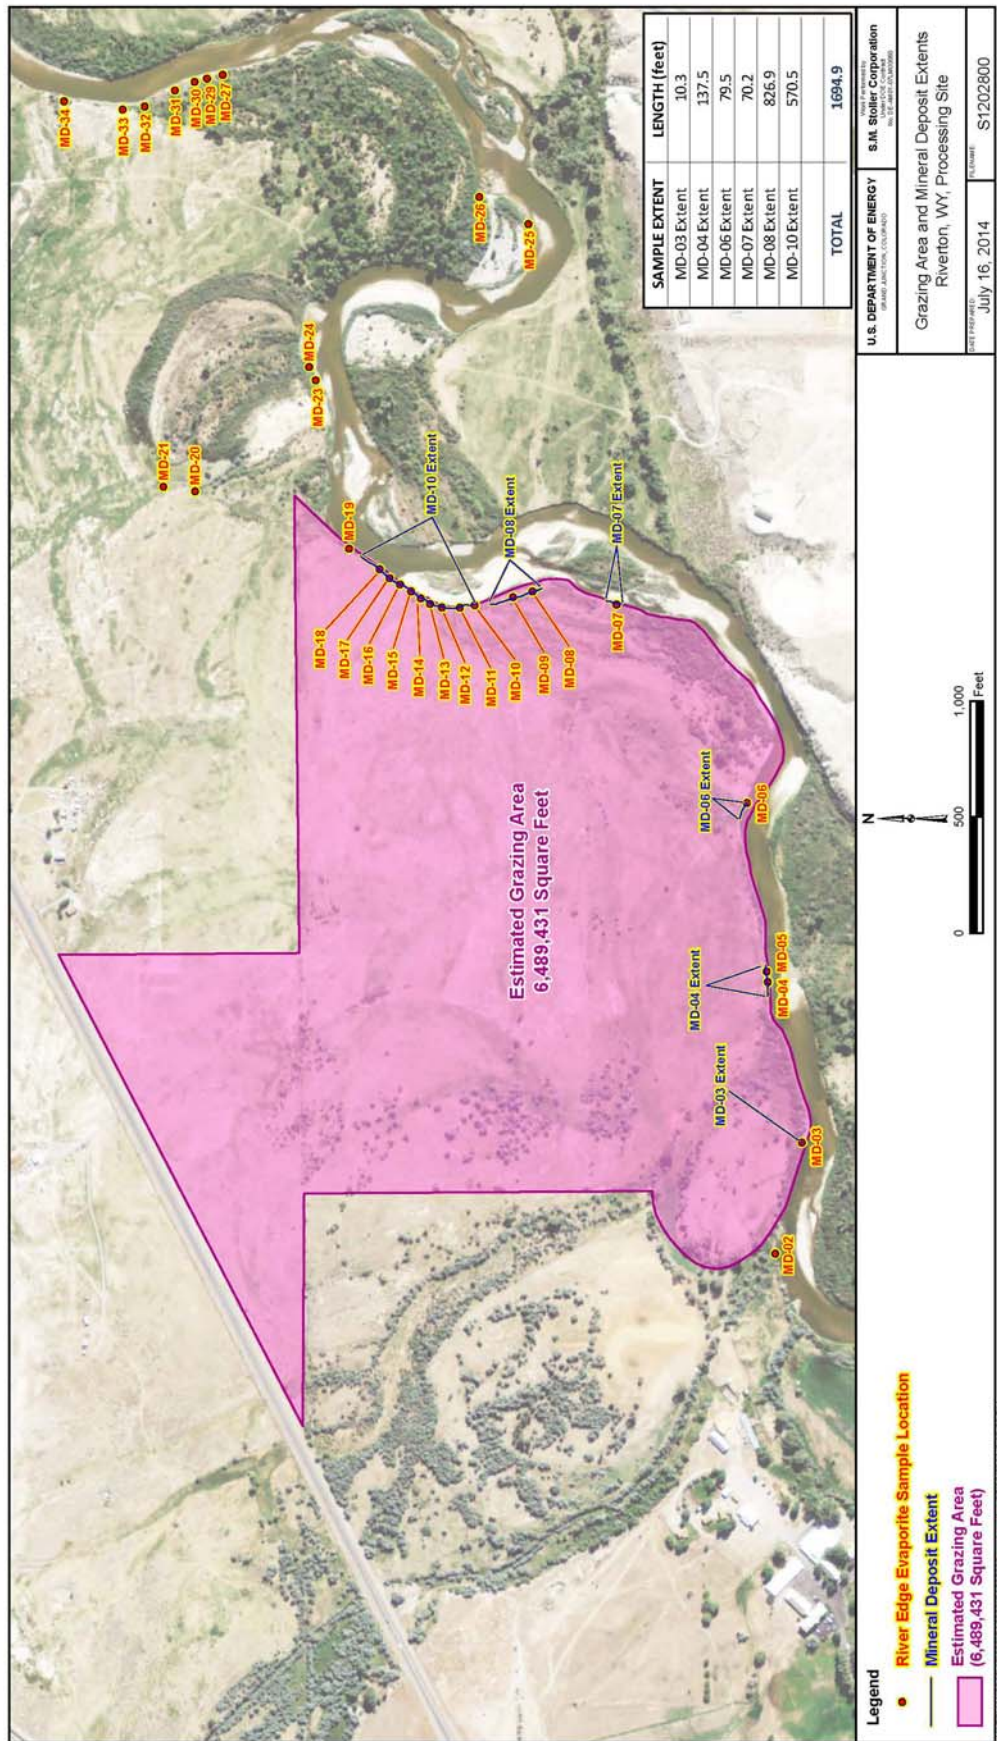 MD-34
MD-33
MD-32
MD-31
MD-30
MD-29
MD-27
MD-26
MD-25
MD-24
MD-23
MD-21
MD-20
MD-19
MD-10 Extent
MD-18
MD-17
MD-16
MD-15
MD-14
MD-13
MD-12
MD-11
MD-10
MD-09
MD-08
MD-08 Extent
MD-07 Extent
MD-07
Estimated Grazing Area
6,489,431 Square Feet
MD-06 Extent
MD-06
MD-04 Extent
MD-05
MD-04
MD-03 Extent
MD-03
MD-02
SAMPLE EXTENT LENGTH (feet)
MD-03 Extent 10.3
MD-04 Extent 137.5
MD-06 Extent 79.5
MD-07 Extent 70.2
MD-08 Extent 826.9
MD-10 Extent 570.5
TOTAL 1694.9
Legend
River Edge Evaporite Sample Location
Mineral Deposit Extent
Estimated Grazing Area
(6,489,431 Square Feet)
N
0 500 1,000
Feet
U.S. DEPARTMENT OF ENERGY
GRAND JUNCTION, COLORADO
Work Performed by
S.M. Stoller Corporation
Grazing Area and Mineral Deposit Extents
Riverton, WY, Processing Site
DATE PREPARED:
July 16, 2014
FILENAME:
S1202800